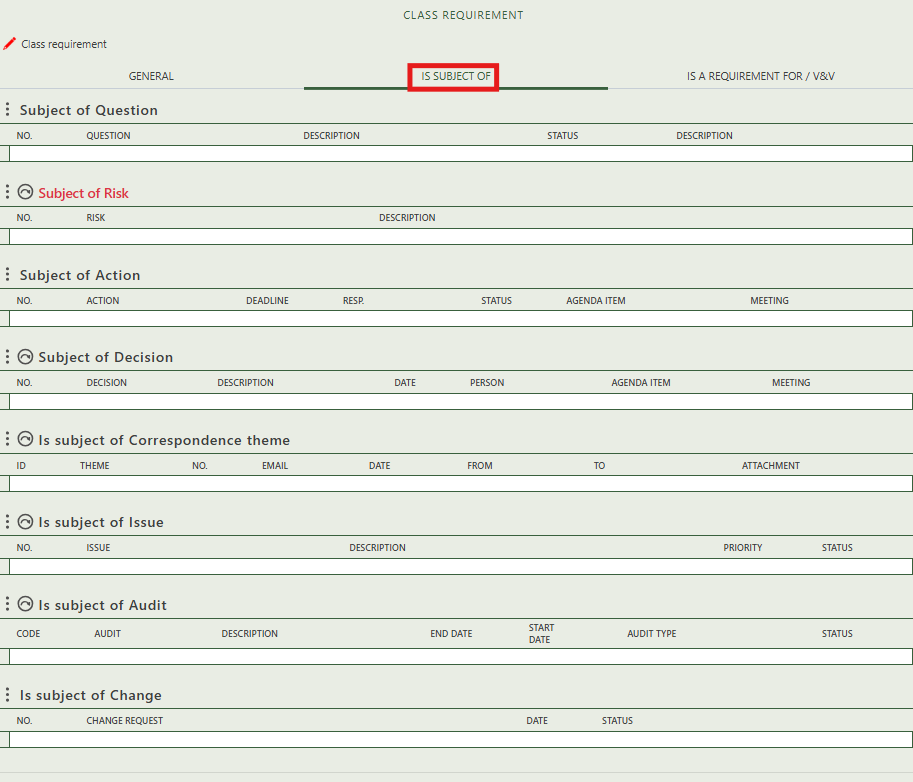 CLASS REQUIREMENT
Class requirement
GENERAL IS SUBJECT OF IS A REQUIREMENT FOR / V&V
Subject of Question
NO. QUESTION DESCRIPTION STATUS DESCRIPTION
Subject of Risk
NO. RISK DESCRIPTION
Subject of Action
NO. ACTION DEADLINE RESP. STATUS AGENDA ITEM MEETING
Subject of Decision
NO. DECISION DESCRIPTION DATE PERSON AGENDA ITEM MEETING
Is subject of Correspondence theme
ID THEME NO. EMAIL DATE FROM TO ATTACHMENT
Is subject of Issue
NO. ISSUE DESCRIPTION PRIORITY STATUS
Is subject of Audit
CODE AUDIT DESCRIPTION END DATE START DATE AUDIT TYPE STATUS
Is subject of Change
NO. CHANGE REQUEST DATE STATUS